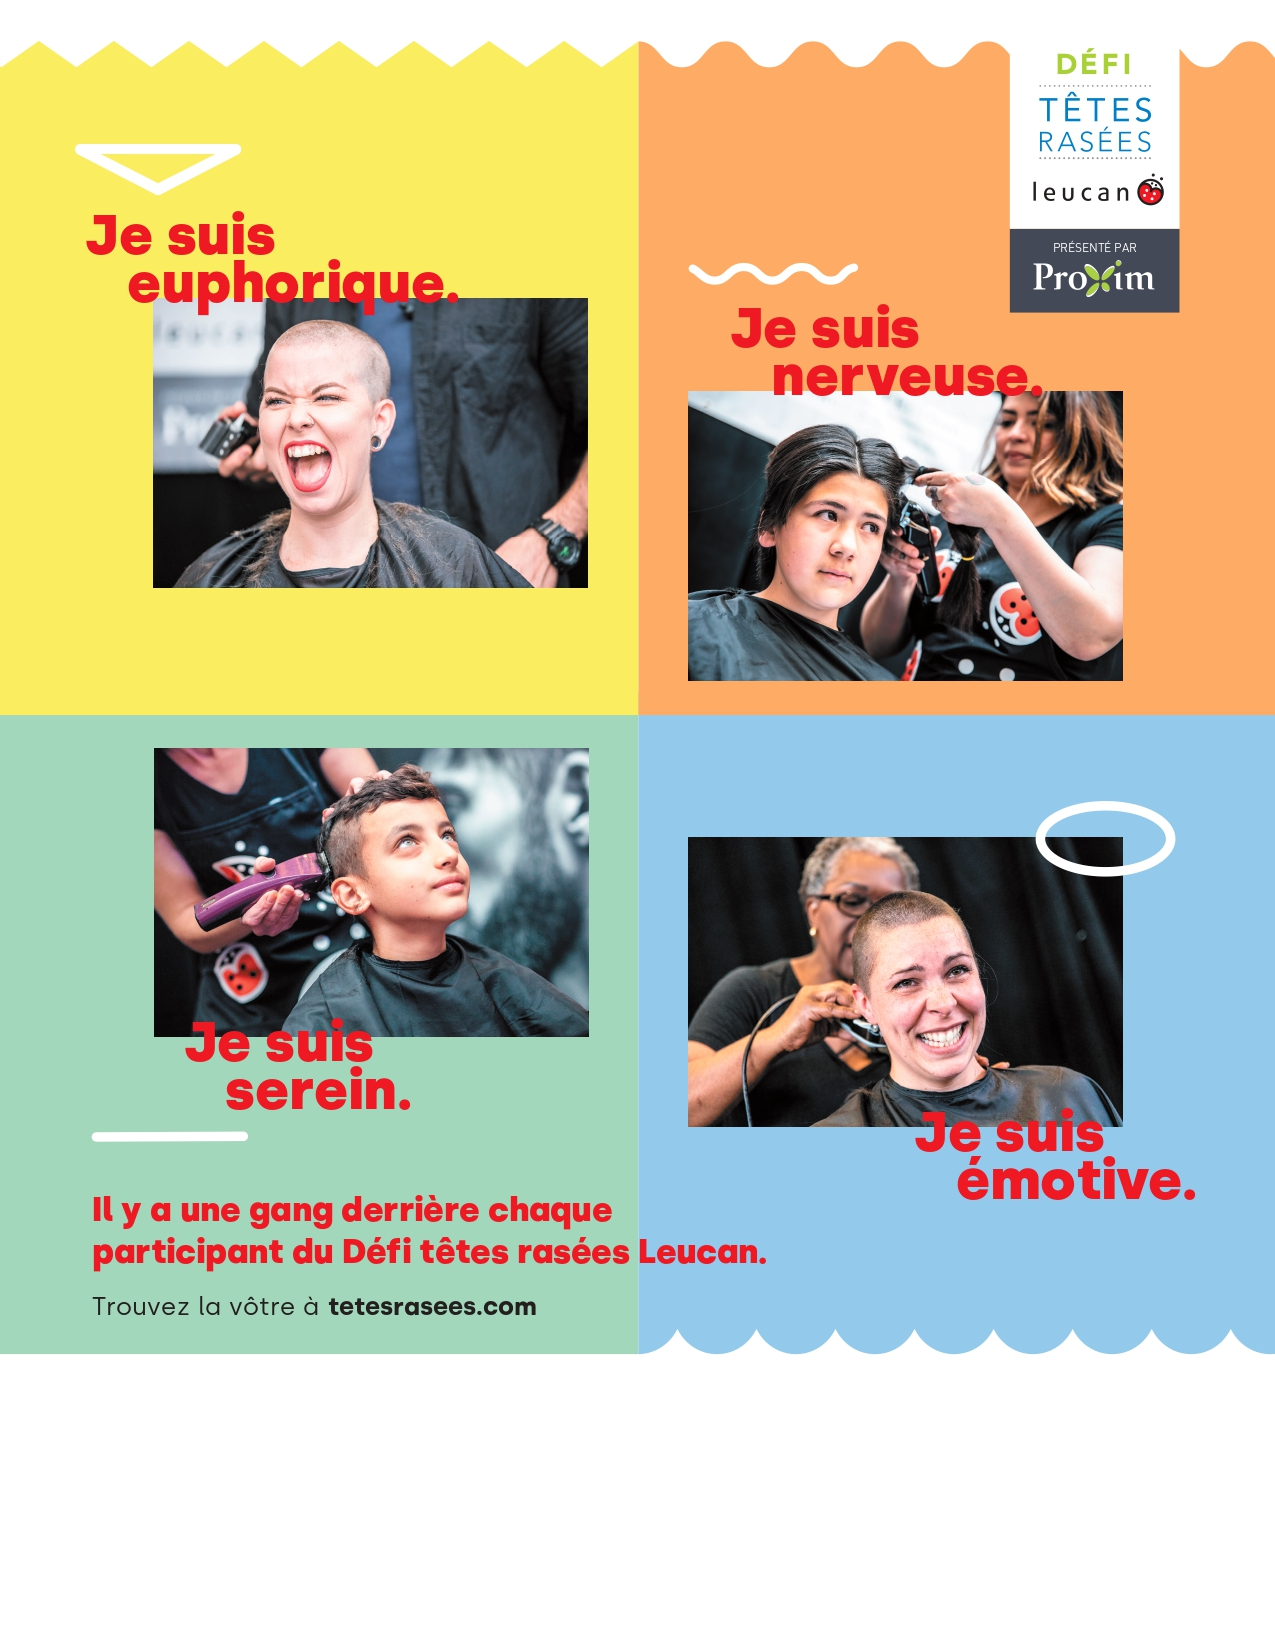 DÉFI
TÊTES
RASÉES
leucan
PRÉSENTÉ PAR
Proxim
Je suis
euphorique.
Je suis
nerveuse.
Je suis
serein.
Je suis
émotive.
Il y a une gang derrière chaque
participant du Défi têtes rasées Leucan.
Trouvez la vôtre à tetesrasees.com